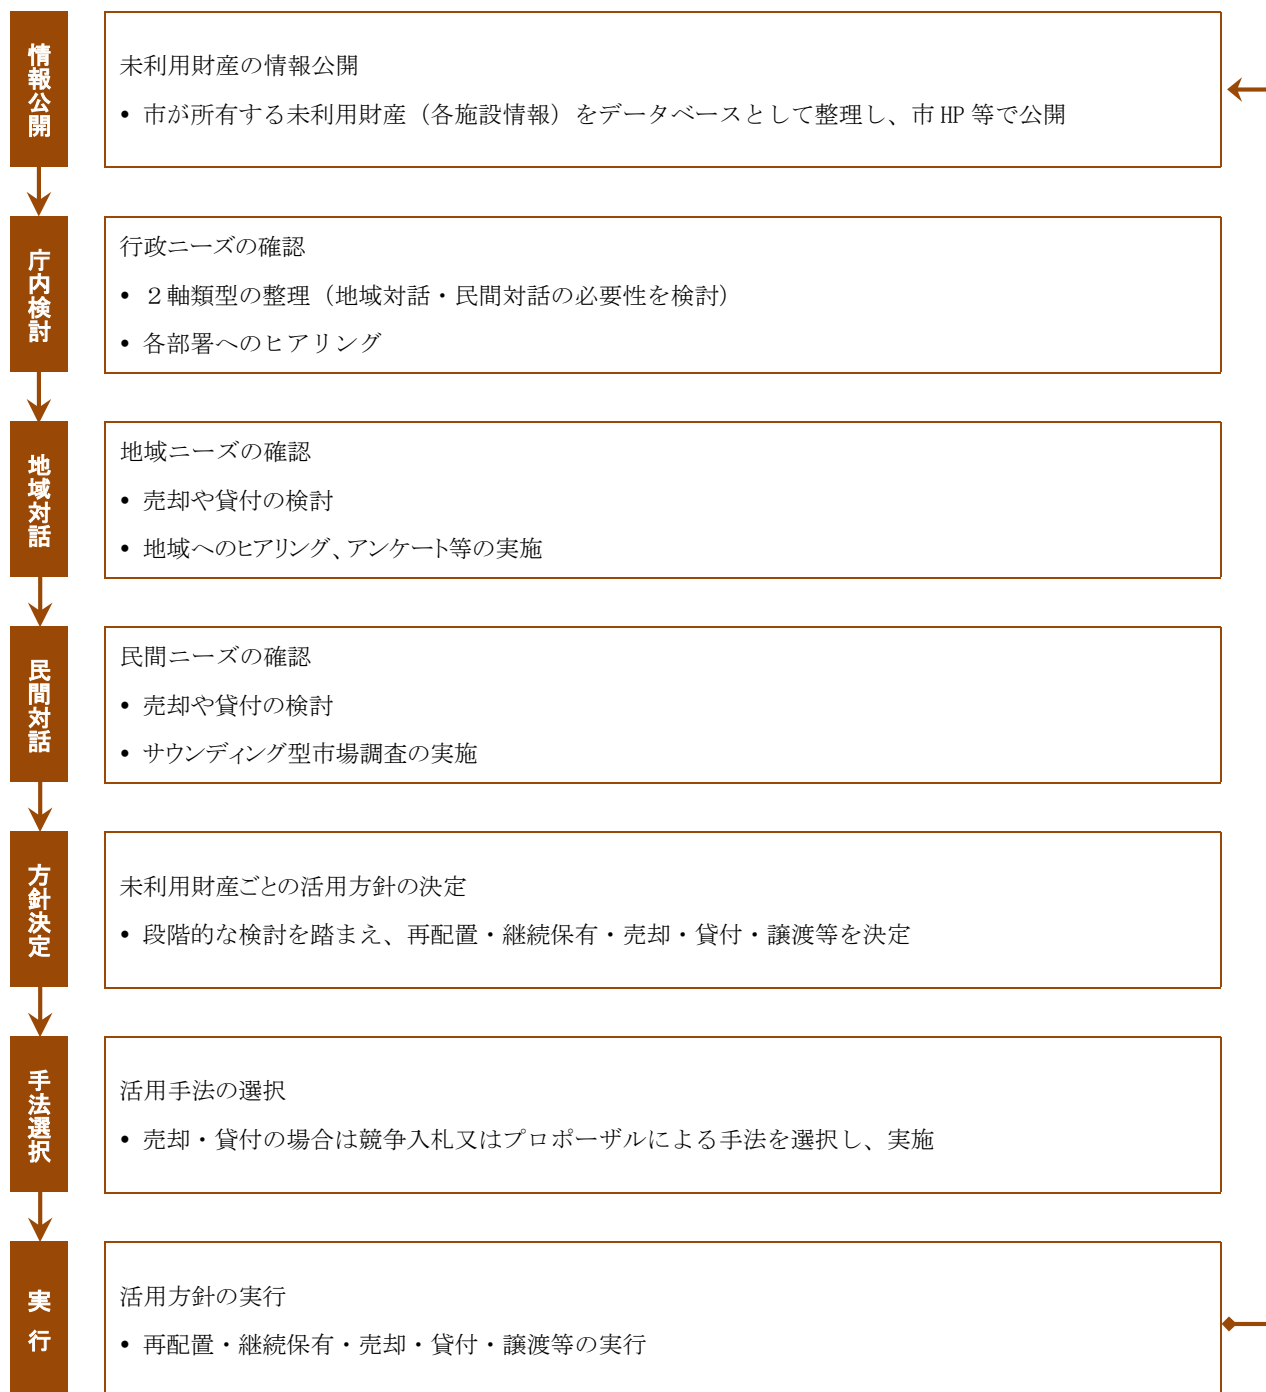 情報公開
未利用財産の情報公開
• 市が所有する未利用財産（各施設情報）をデータベースとして整理し、市 HP 等で公開
庁内検討
行政ニーズの確認
• ２軸類型の整理（地域対話・民間対話の必要性を検討）
• 各部署へのヒアリング
地域対話
地域ニーズの確認
• 売却や貸付の検討
• 地域へのヒアリング、アンケート等の実施
民間対話
民間ニーズの確認
• 売却や貸付の検討
• サウンディング型市場調査の実施
方針決定
未利用財産ごとの活用方針の決定
• 段階的な検討を踏まえ、再配置・継続保有・売却・貸付・譲渡等を決定
手法選択
活用手法の選択
• 売却・貸付の場合は競争入札又はプロポーザルによる手法を選択し、実施
実行
活用方針の実行
• 再配置・継続保有・売却・貸付・譲渡等の実行